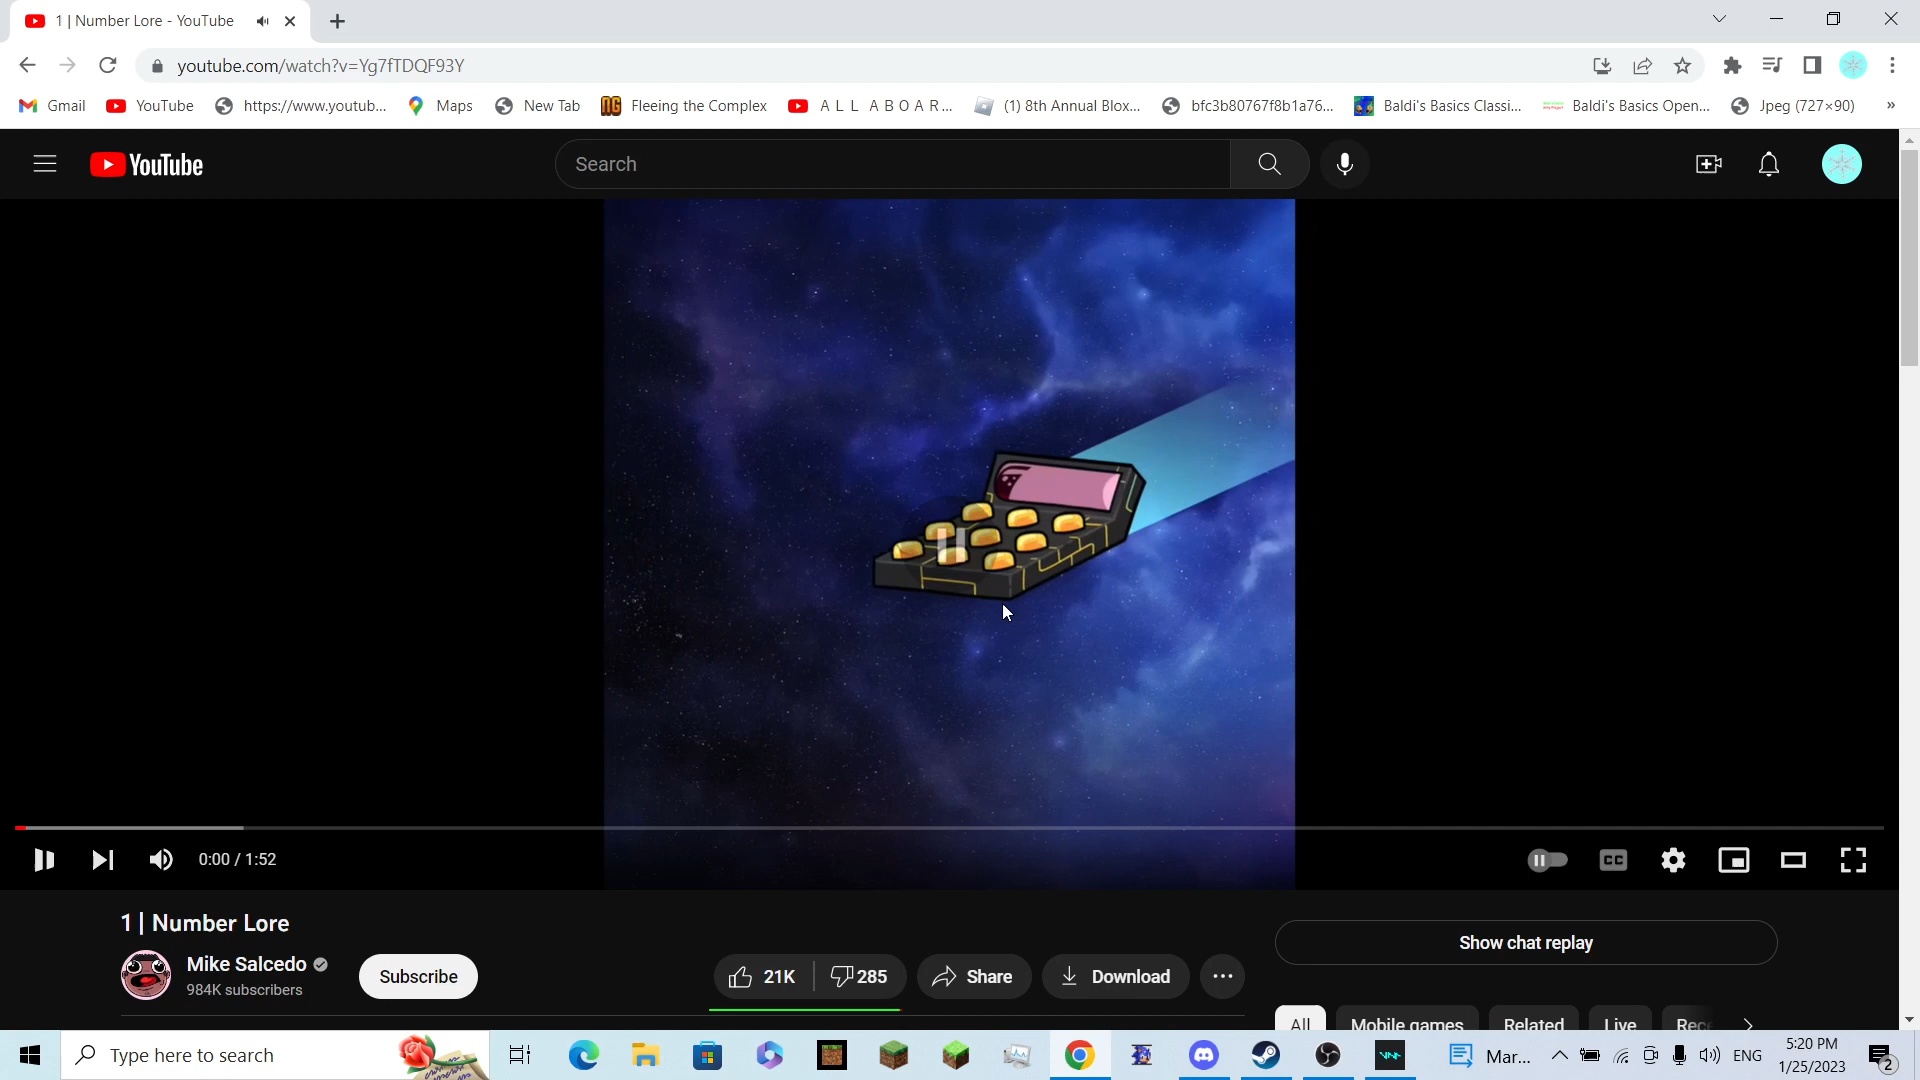 1 | Number Lore - YouTube
youtube.com/watch?v=Yg7fTDQF93Y
Gmail YouTube https://www.youtub... Maps New Tab Fleeing the Complex A L L A B O A R... (1) 8th Annual Blox... bfc3b80767f8b1a76... Baldi's Basics Classi... Baldi's Basics Open... Jpeg (727×90) »
YouTube Search
0:00 / 1:52 CC
1 | Number Lore
Show chat replay
Mike Salcedo
984K subscribers
Subscribe 21K 285 Share Download
All Mobile games Related Live Rec
Type here to search Mar... ENG 5:20 PM
1/25/2023
2